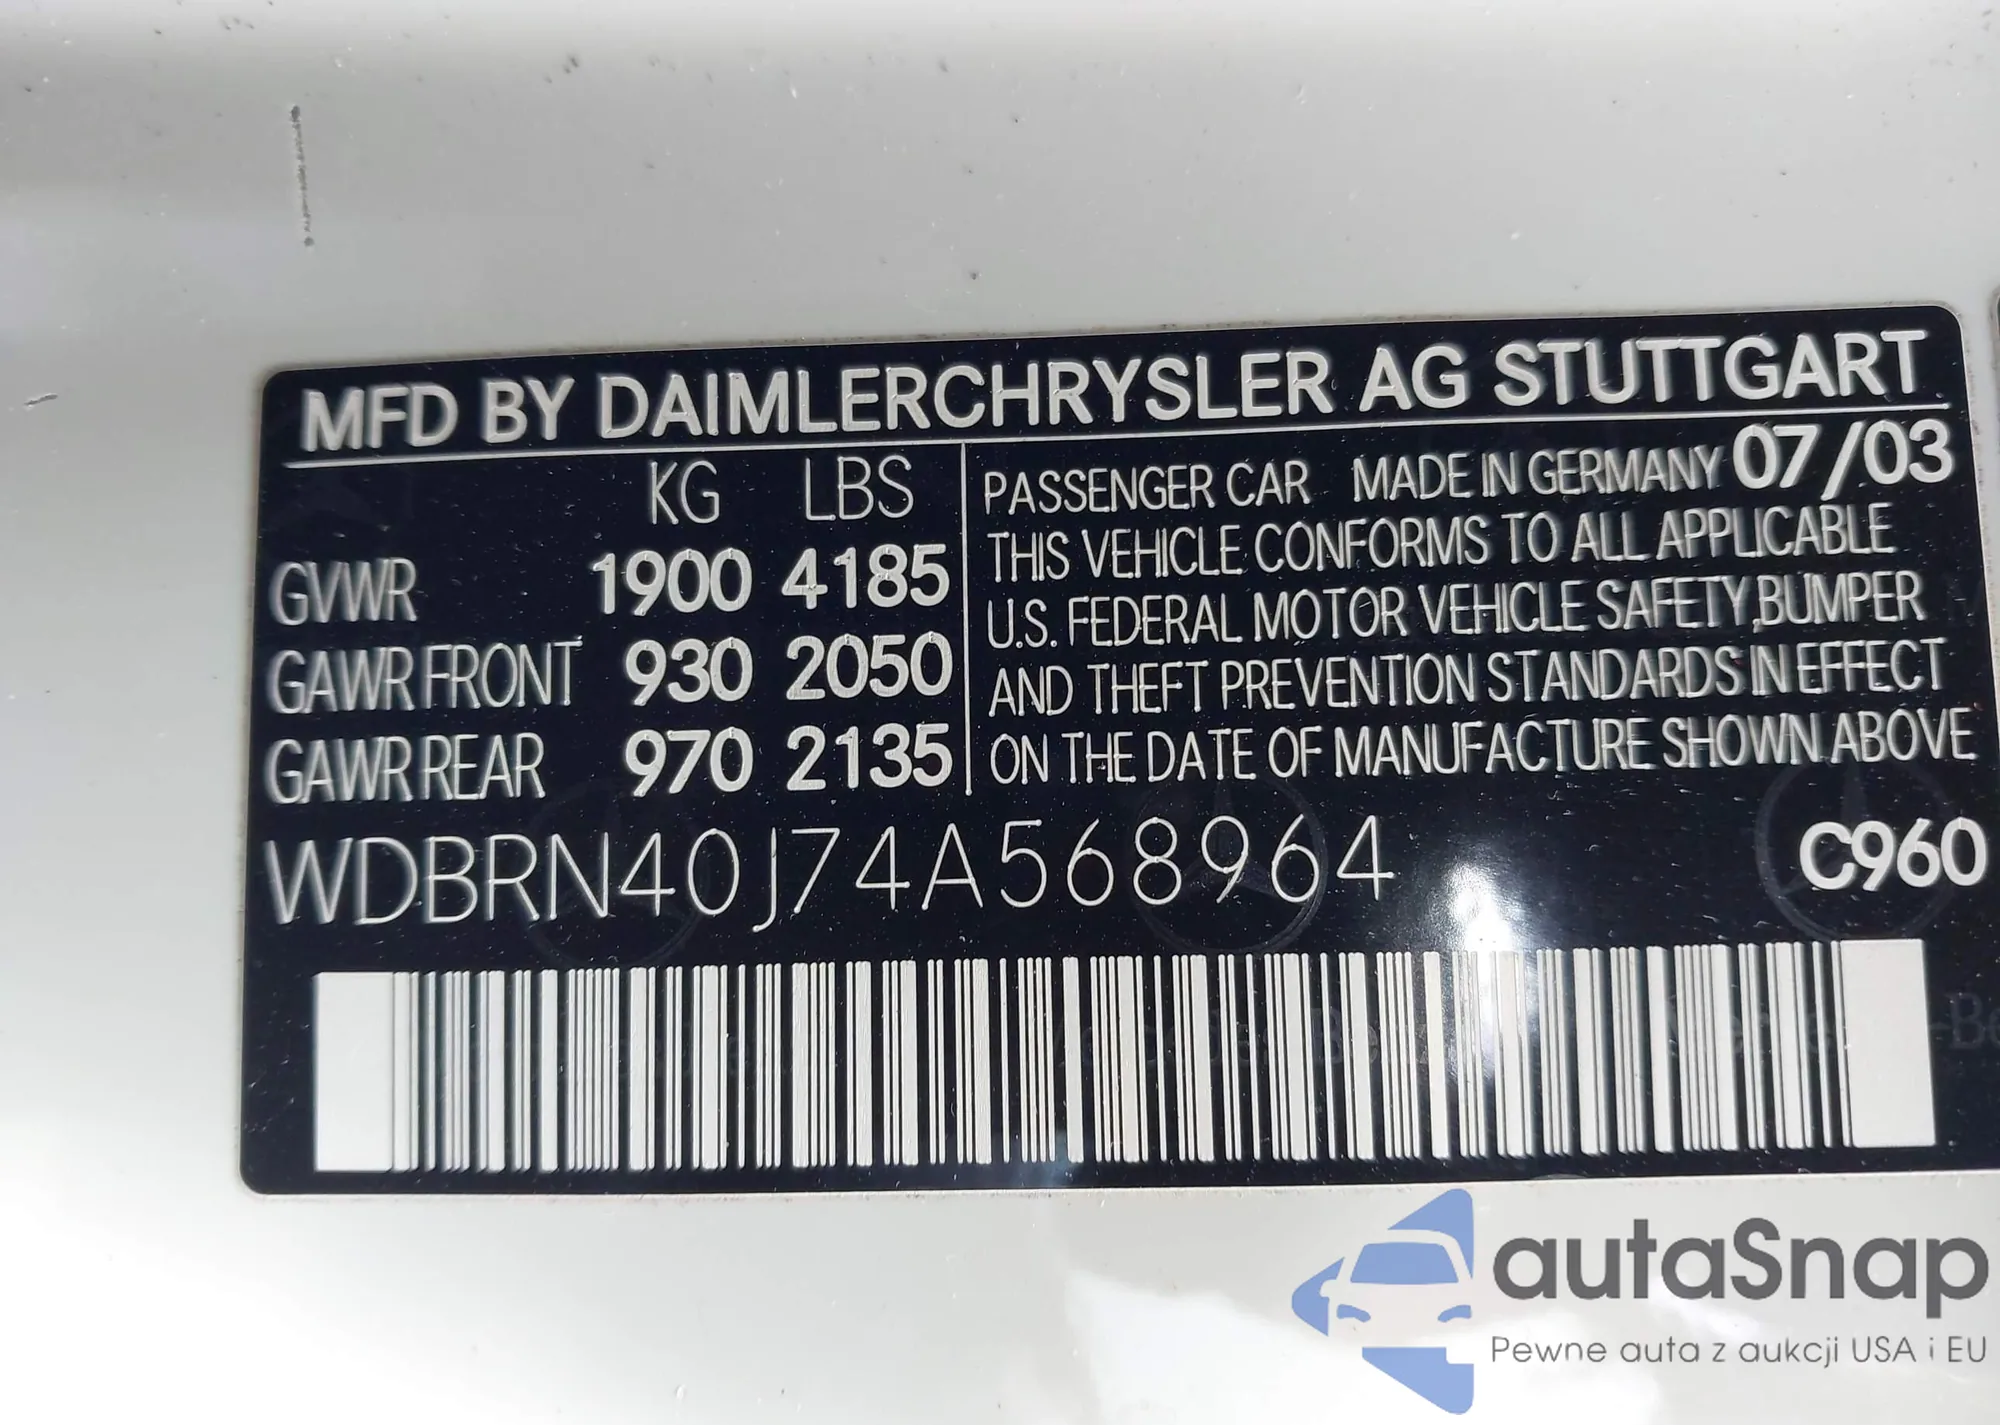 MFD BY DAIMLERCHRYSLER AG STUTTGART
KG LBS
GVWR 1900 4185
GAWR FRONT 930 2050
GAWR REAR 970 2135
PASSENGER CAR MADE IN GERMANY 07/03
THIS VEHICLE CONFORMS TO ALL APPLICABLE
U.S. FEDERAL MOTOR VEHICLE SAFETY, BUMPER
AND THEFT PREVENTION STANDARDS IN EFFECT
ON THE DATE OF MANUFACTURE SHOWN ABOVE
WDBRN40J74A568964 C960
autaSnap
Pewne auta z aukcji USA i EU